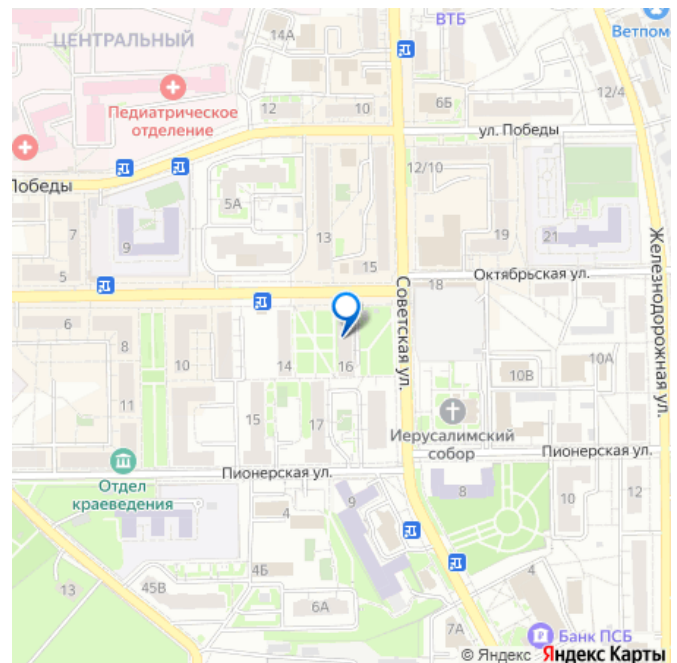 ВТБ
14А
ЦЕНТРАЛЬНЫЙ
Ветпом
12/4
Педиатрическое
отделение
12
10
6Б
ул. Победы
Победы
12/10
5А
7
9
13
19
21
5
15
Октябрьская ул.
18
Советская ул.
Железнодорожная ул.
6
8
10
14
16
10А
10В
11
15
17
Иерусалимский
собор
Пионерская ул.
Пионерская ул.
Отдел
краеведения
9
8
10
12
4
4Б
4
13
45В
6А
7А
Банк ПСБ
© Яндекс Яндекс Карты